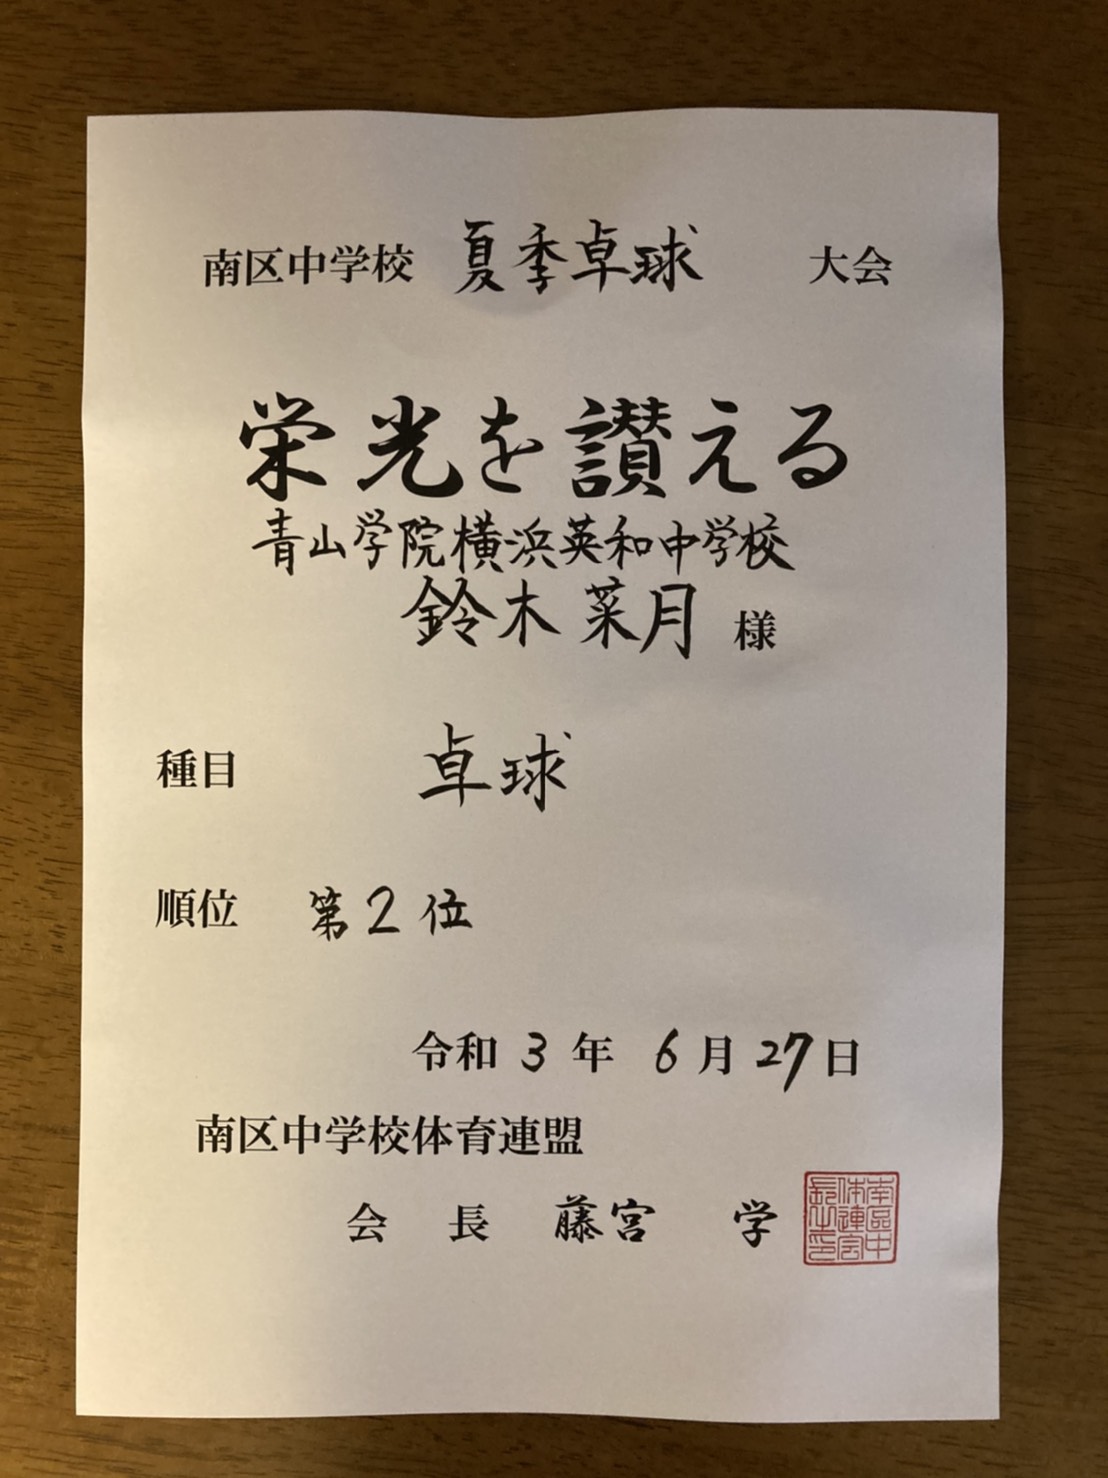 南区中学校 夏季卓球 大会
栄光を讃える
青山学院横浜英和中学校
鈴木菜月 様
種目 卓球
順位 第2位
令和3年6月27日
南区中学校体育連盟
会長 藤宮 学